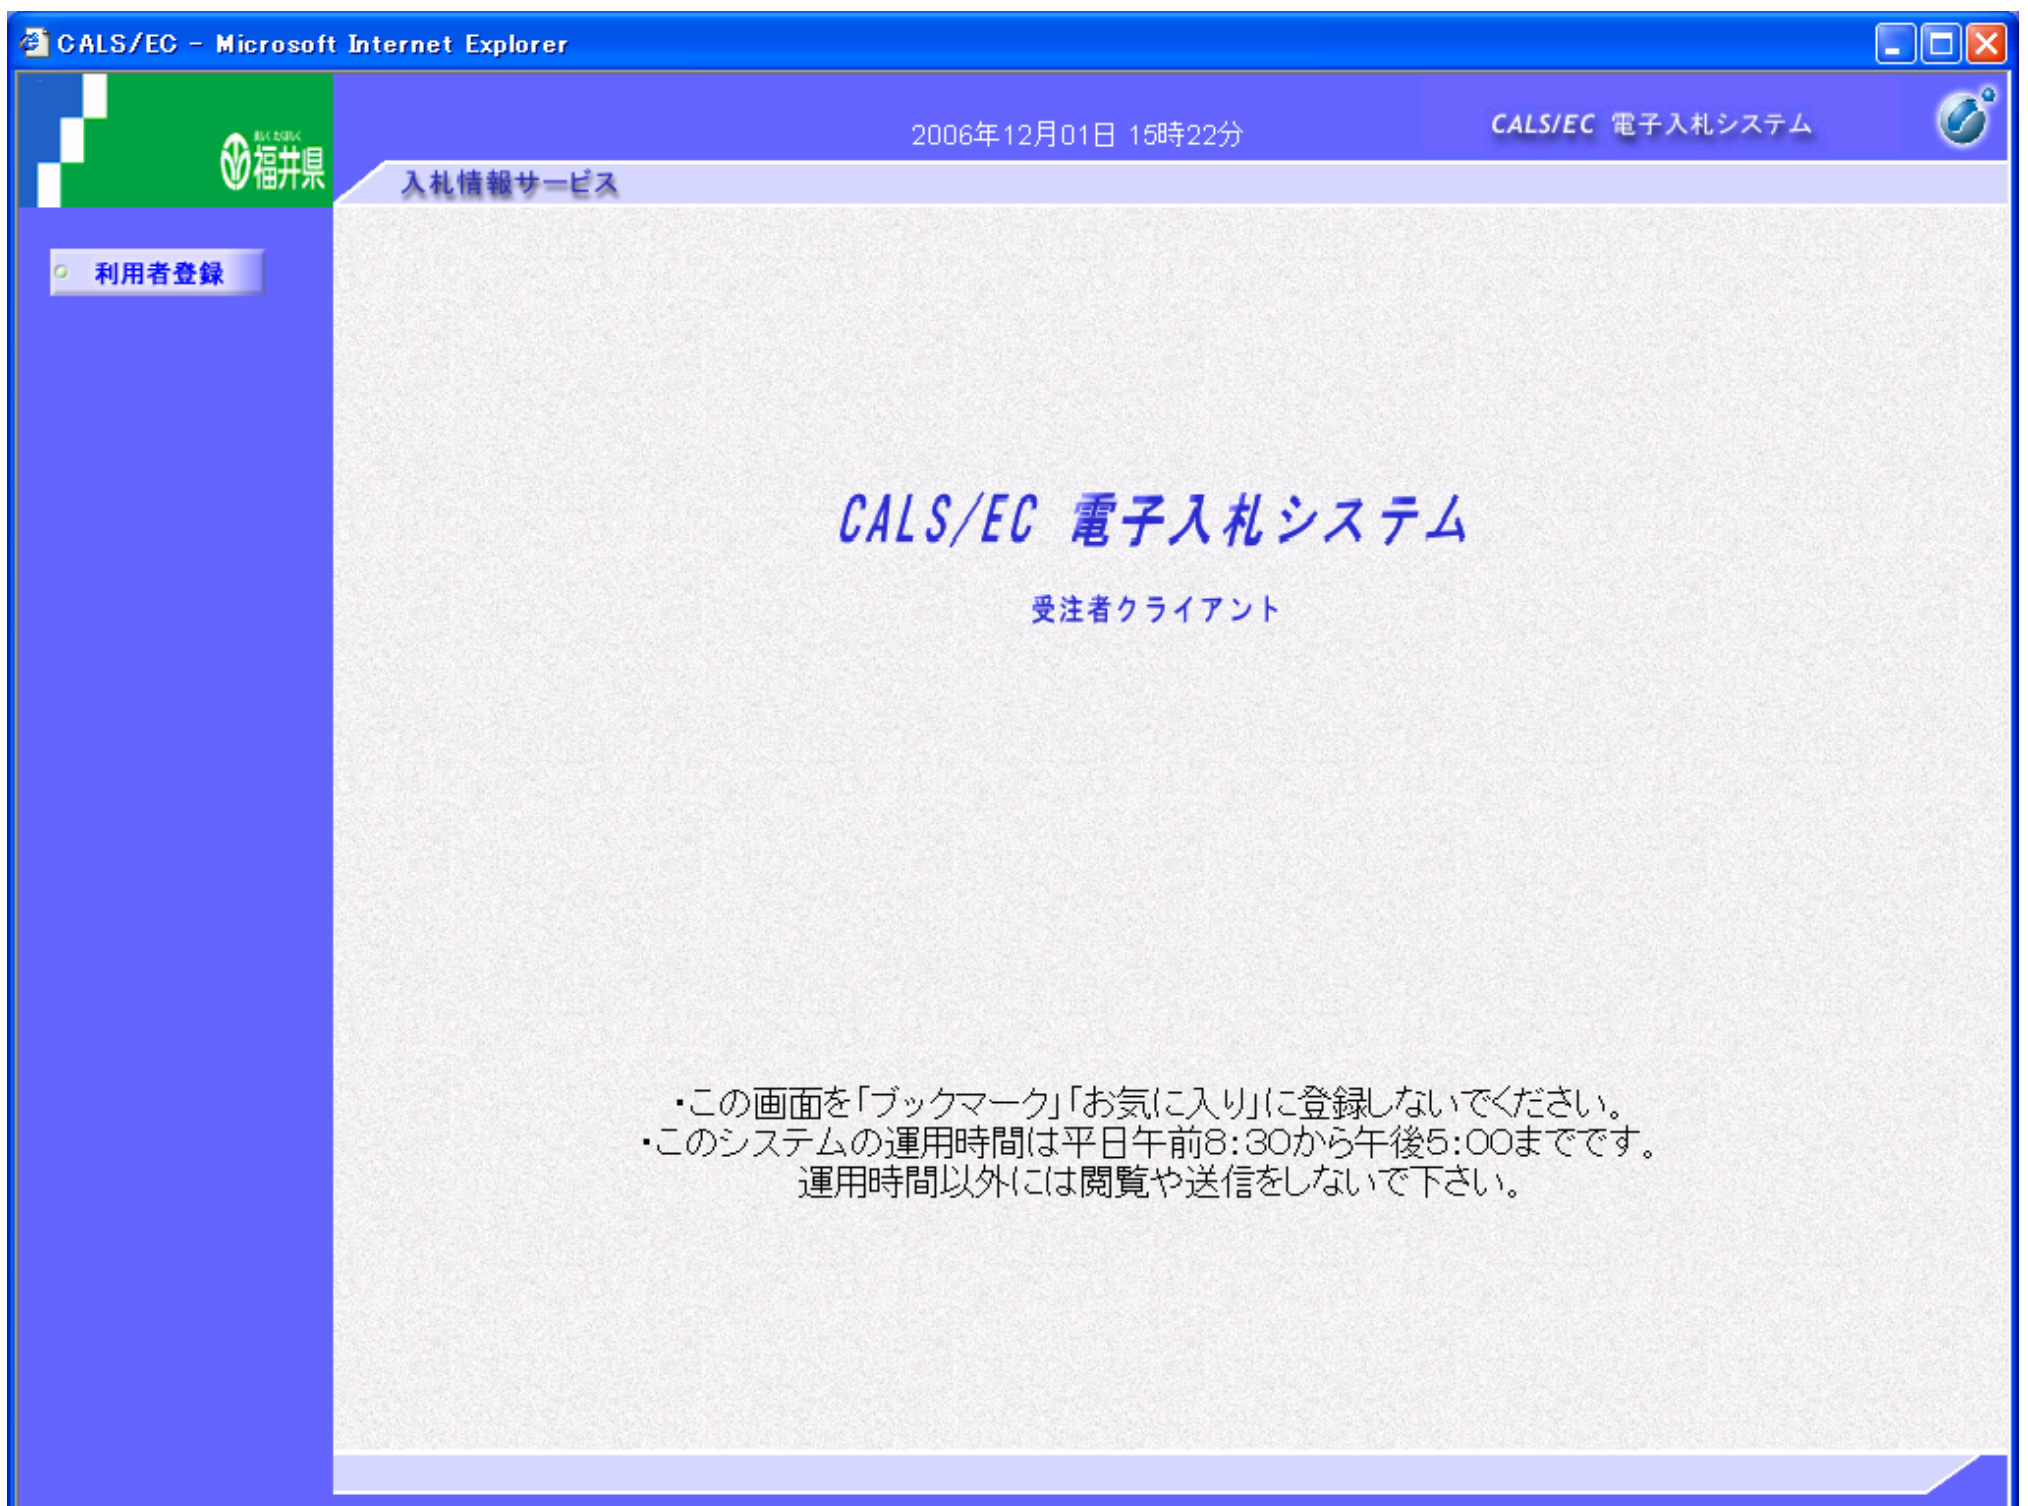 CALS/EC - Microsoft Internet Explorer
福井県
2006年12月01日 15時22分
CALS/EC 電子入札システム
入札情報サービス
利用者登録
CALS/EC 電子入札システム
受注者クライアント
・この画面を「ブックマーク」「お気に入り」に登録しないでください。
・このシステムの運用時間は平日午前8：30から午後5：00までです。
運用時間以外には閲覧や送信をしないで下さい。